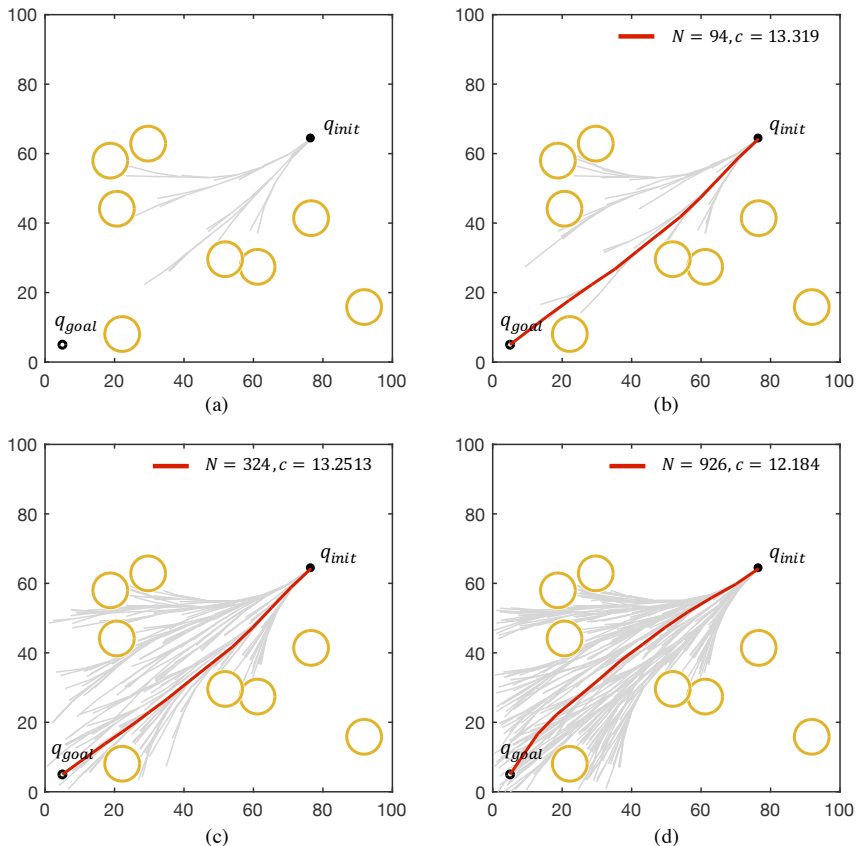 100
80
60
40
20
0
0 20 40 60 80 100
q_init
q_goal
(a)
100
80
60
40
20
0
0 20 40 60 80 100
N = 94, c = 13.319
q_init
q_goal
(b)
100
80
60
40
20
0
0 20 40 60 80 100
N = 324, c = 13.2513
q_init
q_goal
(c)
100
80
60
40
20
0
0 20 40 60 80 100
N = 926, c = 12.184
q_init
q_goal
(d)